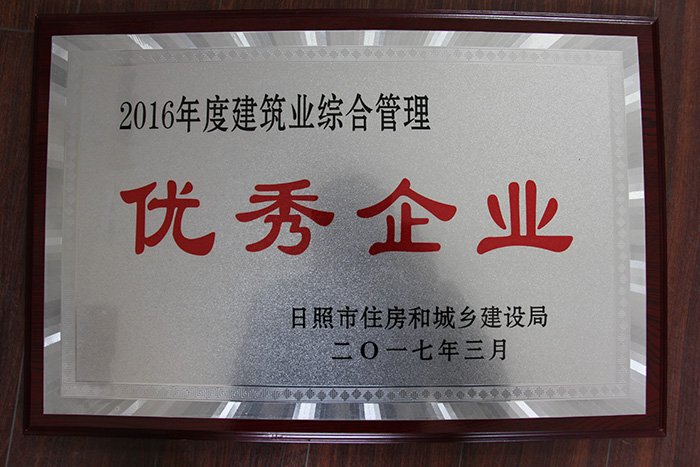 2016年度建筑业综合管理
优秀企业
日照市住房和城乡建设局
二〇一七年三月